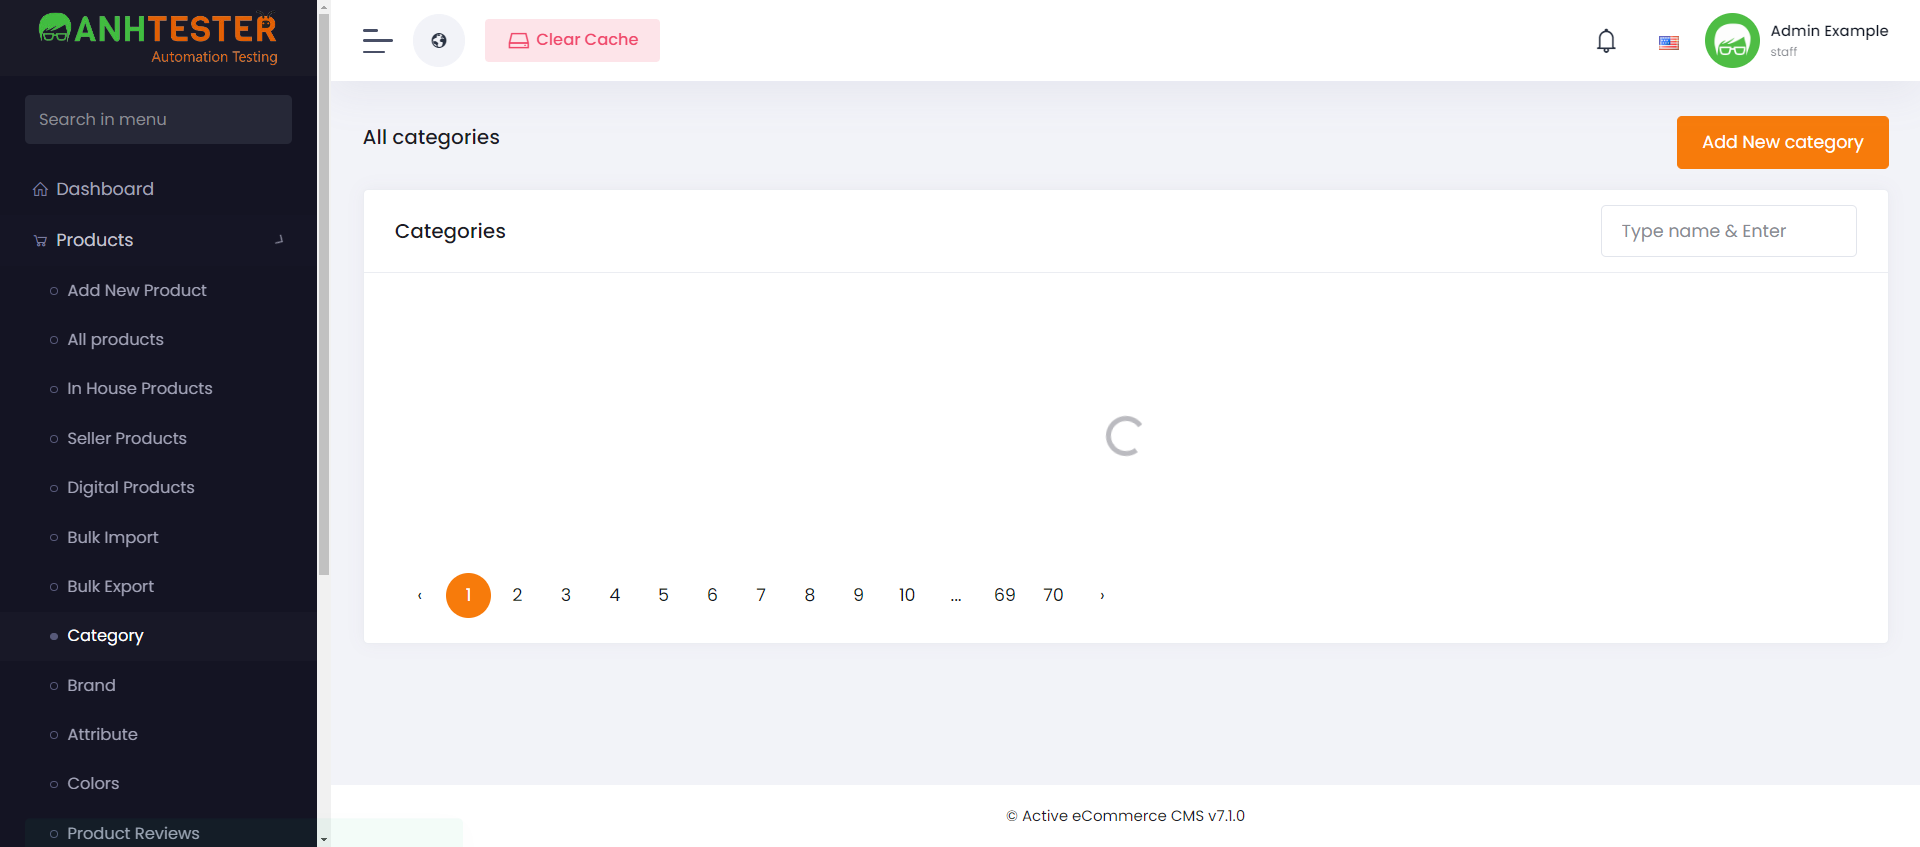 ANHTESTER
Automation Testing
Search in menu
Dashboard
Products
Add New Product
All products
In House Products
Seller Products
Digital Products
Bulk Import
Bulk Export
Category
Brand
Attribute
Colors
Product Reviews
Clear Cache
Admin Example
staff
All categories
Add New category
Categories
Type name & Enter
‹ 1 2 3 4 5 6 7 8 9 10 ... 69 70 ›
© Active eCommerce CMS v7.1.0